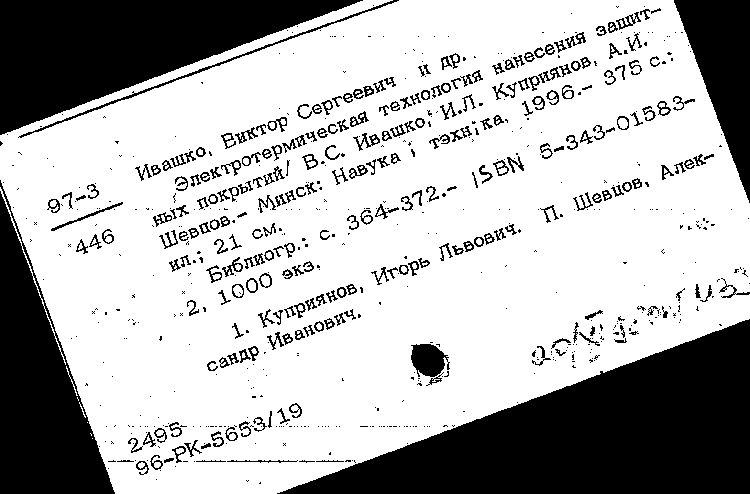 Ивашко, Виктор Сергеевич и др.
Электротермическая технология нанесения защит-
ных покрытий/ В.С. Ивашко, И.Л. Куприянов, А.И.
Шевцов.- Минск: Навука i тэхнiка, 1996.- 375 с.:
ил.; 21 см.
Библиогр.: с. 364-372.- ISBN 5-343-01583-
2, 1000 экз.
1. Куприянов, Игорь Львович. П. Шевцов, Алек-
сандр Иванович.
97-3
446
2495
96-РК-5653/19